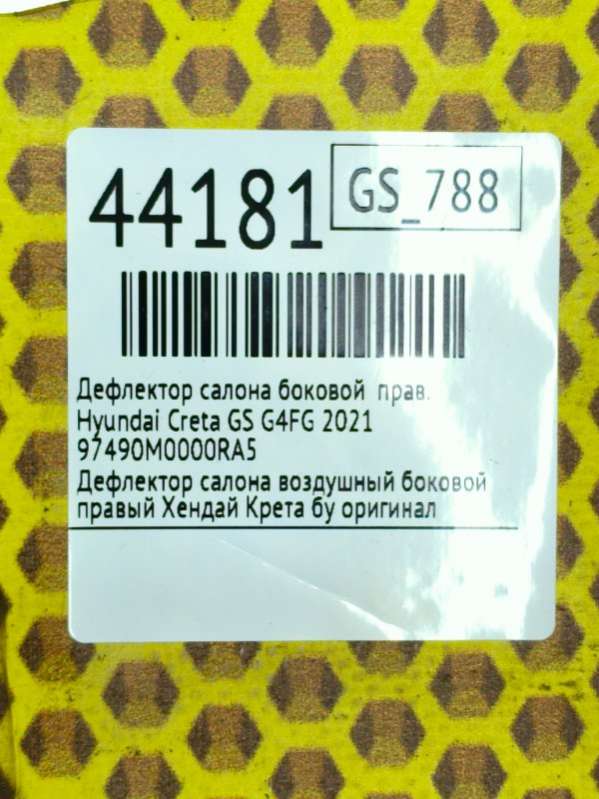 44181
GS_788
Дефлектор салона боковой прав.
Hyundai Creta GS G4FG 2021
97490M0000RA5
Дефлектор салона воздушный боковой
правый Хендай Крета бу оригинал